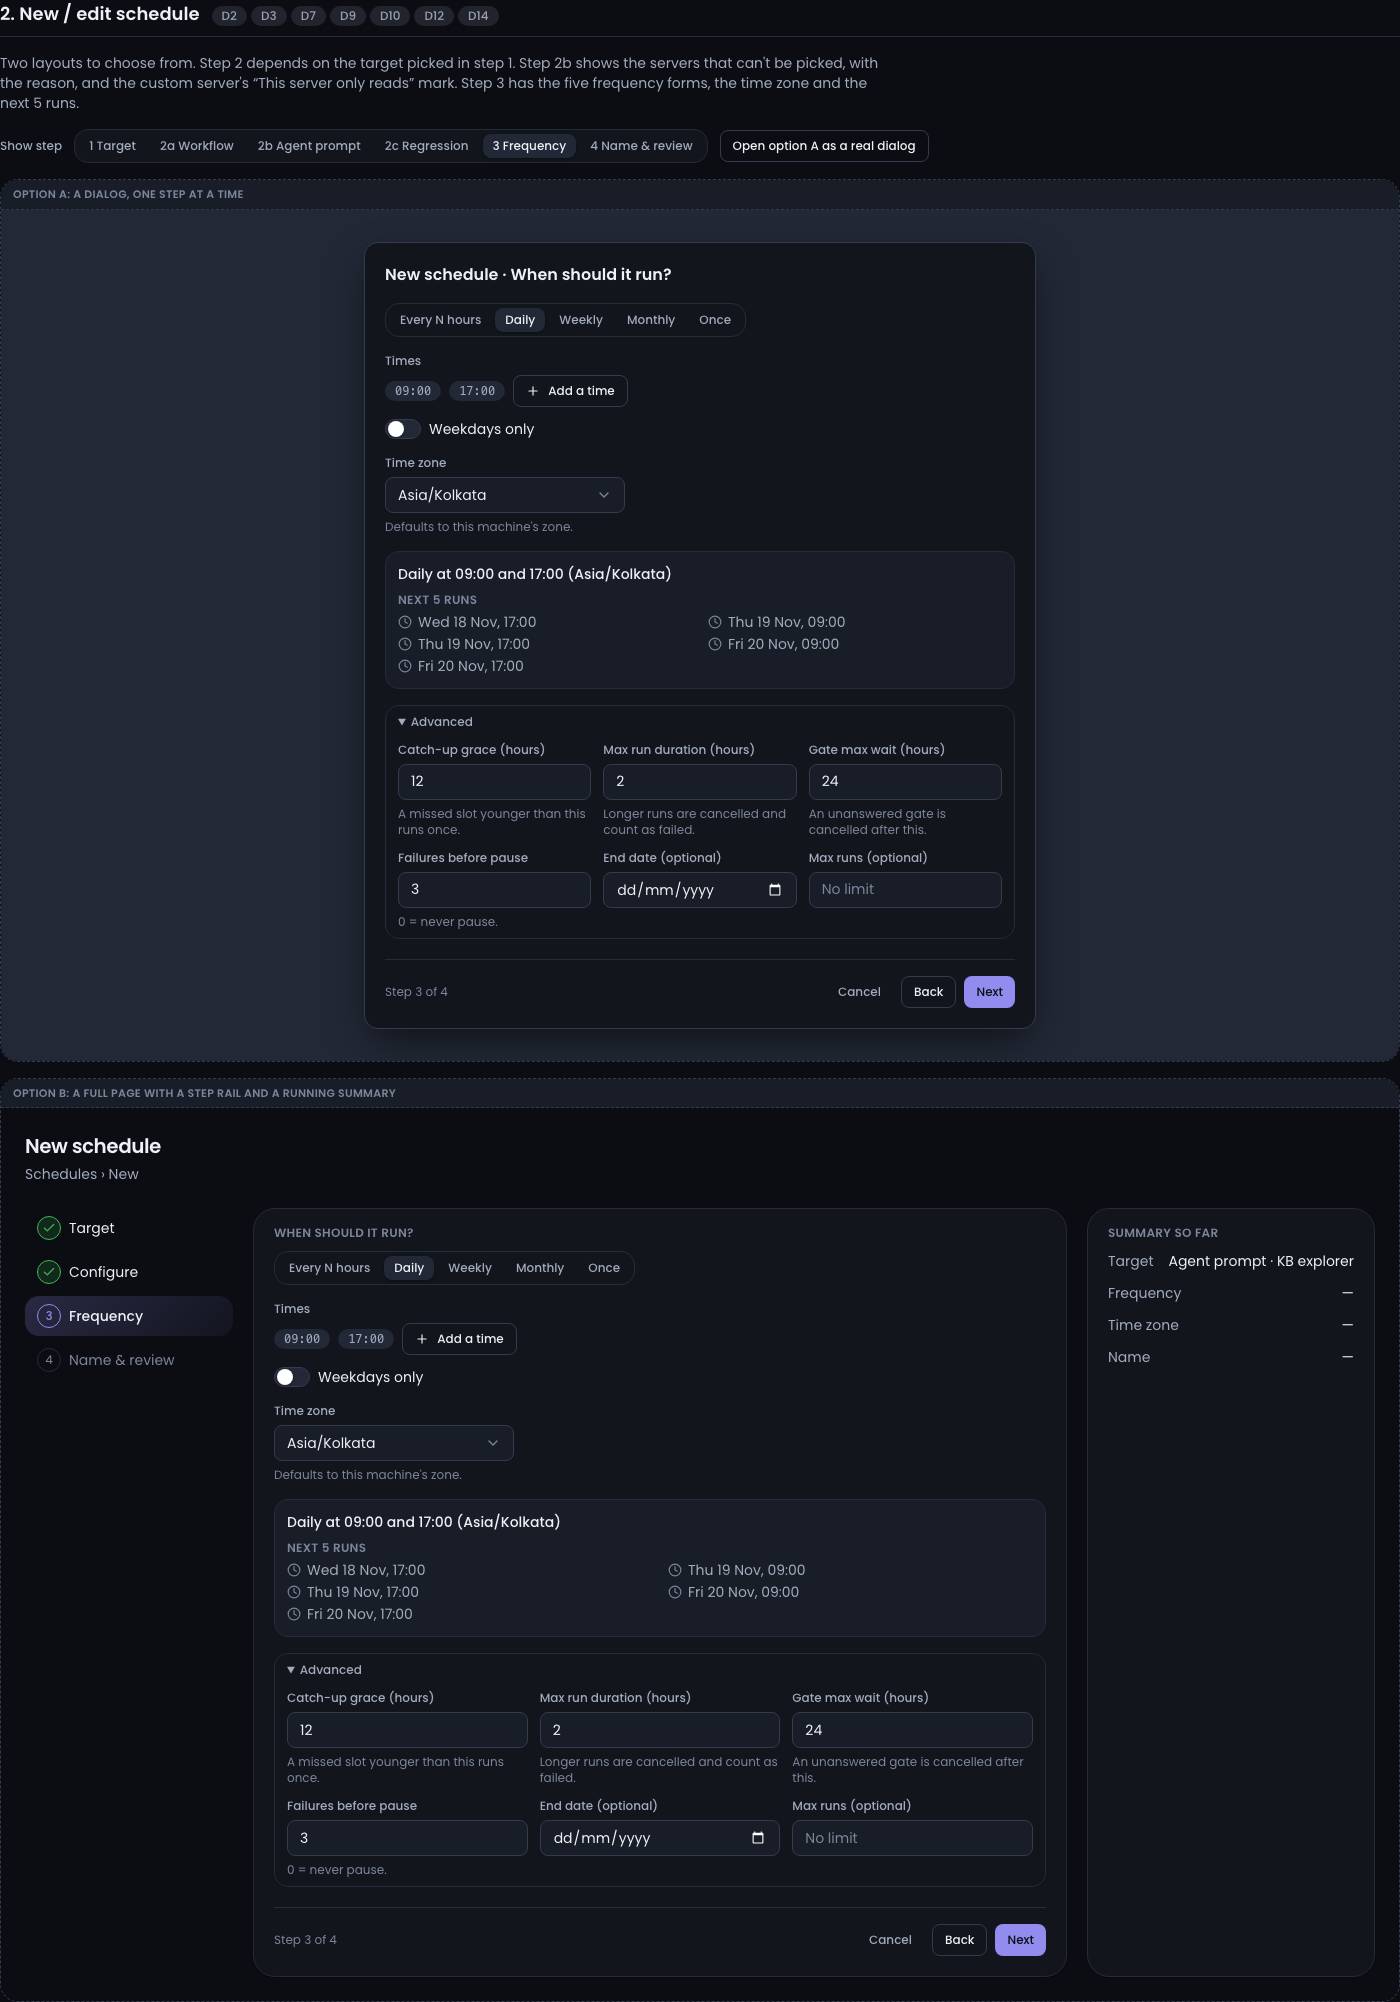 2. New / edit schedule D2 D3 D7 D9 D10 D12 D14
Two layouts to choose from. Step 2 depends on the target picked in step 1. Step 2b shows the servers that can't be picked, with
the reason, and the custom server's “This server only reads” mark. Step 3 has the five frequency forms, the time zone and the
next 5 runs.
Show step 1 Target 2a Workflow 2b Agent prompt 2c Regression 3 Frequency 4 Name & review Open option A as a real dialog
OPTION A: A DIALOG, ONE STEP AT A TIME
New schedule · When should it run?
Every N hours Daily Weekly Monthly Once
Times
09:00 17:00 + Add a time
Weekdays only
Time zone
Asia/Kolkata
Defaults to this machine's zone.
Daily at 09:00 and 17:00 (Asia/Kolkata)
NEXT 5 RUNS
Wed 18 Nov, 17:00 Thu 19 Nov, 09:00
Thu 19 Nov, 17:00 Fri 20 Nov, 09:00
Fri 20 Nov, 17:00
▼ Advanced
Catch-up grace (hours) Max run duration (hours) Gate max wait (hours)
12 2 24
A missed slot younger than this Longer runs are cancelled and An unanswered gate is
runs once. count as failed. cancelled after this.
Failures before pause End date (optional) Max runs (optional)
3 dd/mm/yyyy No limit
0 = never pause.
Step 3 of 4 Cancel Back Next
OPTION B: A FULL PAGE WITH A STEP RAIL AND A RUNNING SUMMARY
New schedule
Schedules › New
Target
Configure
3 Frequency
4 Name & review
WHEN SHOULD IT RUN?
Every N hours Daily Weekly Monthly Once
Times
09:00 17:00 + Add a time
Weekdays only
Time zone
Asia/Kolkata
Defaults to this machine's zone.
Daily at 09:00 and 17:00 (Asia/Kolkata)
NEXT 5 RUNS
Wed 18 Nov, 17:00 Thu 19 Nov, 09:00
Thu 19 Nov, 17:00 Fri 20 Nov, 09:00
Fri 20 Nov, 17:00
▼ Advanced
Catch-up grace (hours) Max run duration (hours) Gate max wait (hours)
12 2 24
A missed slot younger than this runs Longer runs are cancelled and count as An unanswered gate is cancelled after
once. failed. this.
Failures before pause End date (optional) Max runs (optional)
3 dd/mm/yyyy No limit
0 = never pause.
Step 3 of 4 Cancel Back Next
SUMMARY SO FAR
Target Agent prompt · KB explorer
Frequency —
Time zone —
Name —